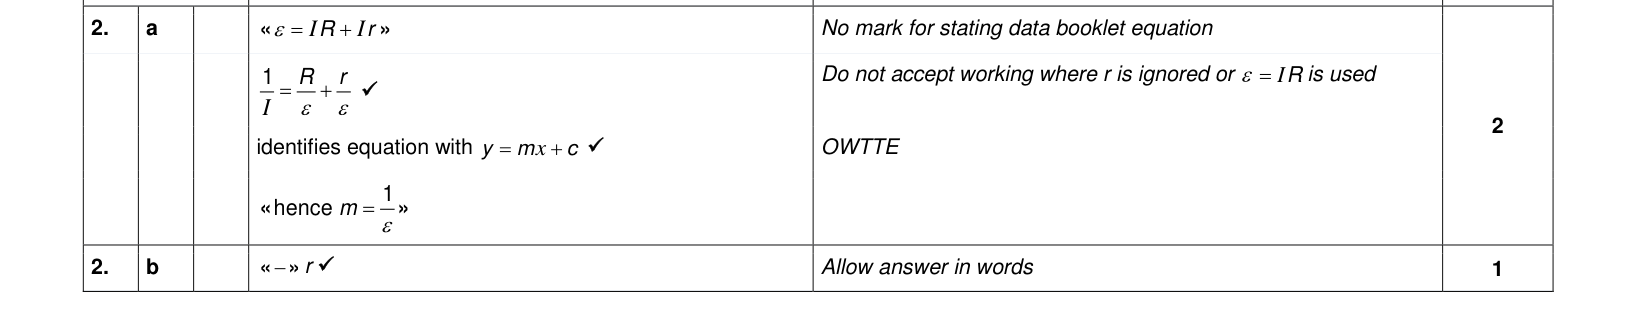 2. a « ε = IR + Ir » No mark for stating data booklet equation
1/I = R/ε + r/ε ✓ Do not accept working where r is ignored or ε = IR is used
2
identifies equation with y = mx + c ✓ OWTTE
«hence m = 1/ε»
2. b «–» r ✓ Allow answer in words 1